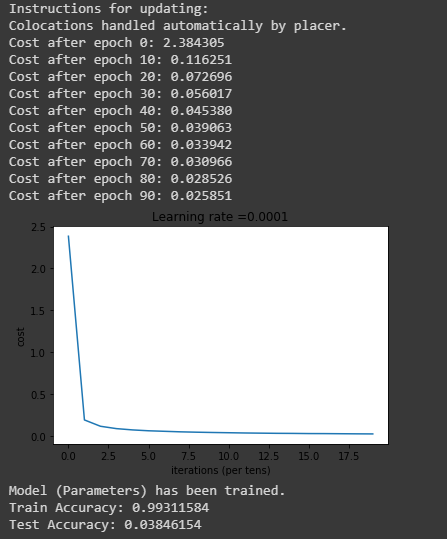 Instructions for updating:
Colocations handled automatically by placer.
Cost after epoch 0: 2.384305
Cost after epoch 10: 0.116251
Cost after epoch 20: 0.072696
Cost after epoch 30: 0.056017
Cost after epoch 40: 0.045380
Cost after epoch 50: 0.039063
Cost after epoch 60: 0.033942
Cost after epoch 70: 0.030966
Cost after epoch 80: 0.028526
Cost after epoch 90: 0.025851
Learning rate =0.0001
2.5
2.0
1.5
1.0
0.5
0.0
cost
0.0 2.5 5.0 7.5 10.0 12.5 15.0 17.5
iterations (per tens)
Model (Parameters) has been trained.
Train Accuracy: 0.99311584
Test Accuracy: 0.03846154